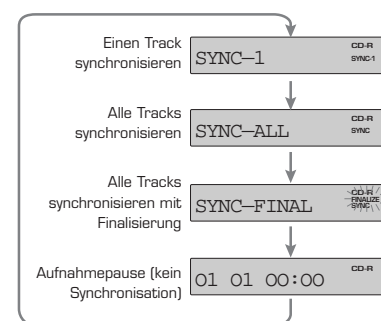 Einen Track
synchronisieren
SYNC–1
CD-R
SYNC-1
Alle Tracks
synchronisieren
SYNC–ALL
CD-R
SYNC
Alle Tracks
synchronisieren mit
Finalisierung
SYNC–FINAL
CD-R
FINALIZE
SYNC
Aufnahmepause (kein
Synchronisation)
01 01 00:00
CD-R